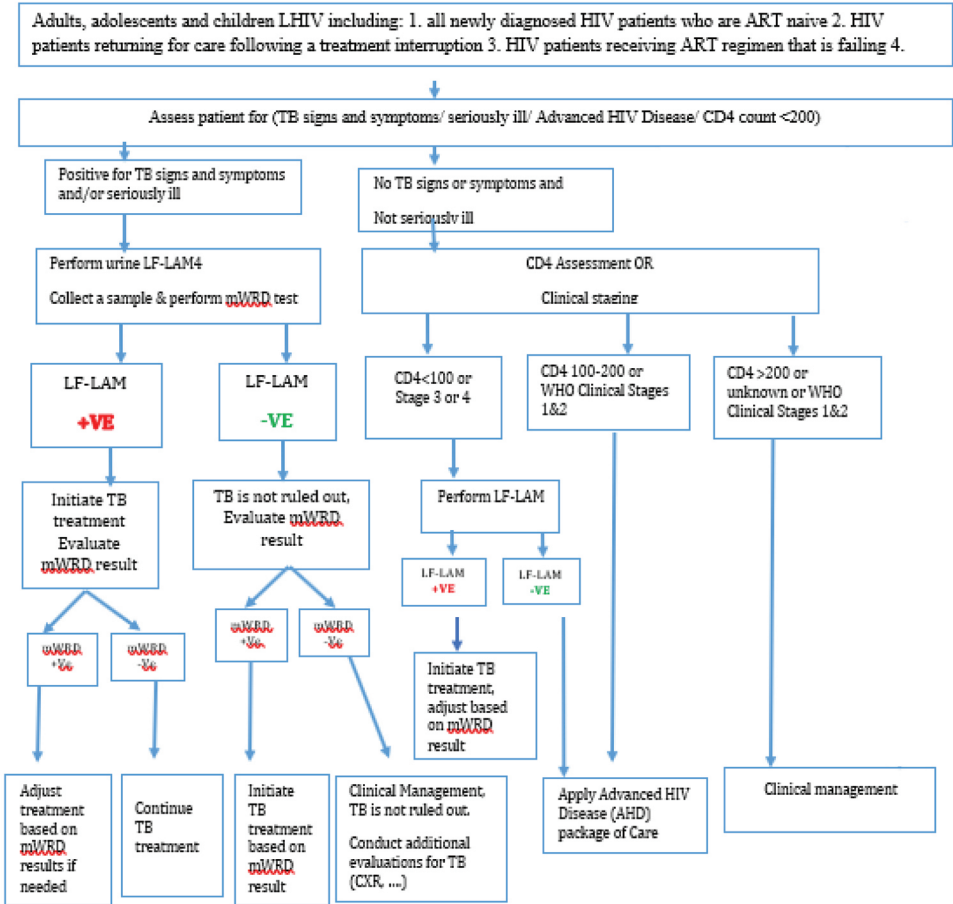 Adults, adolescents and children LHIV including: 1. all newly diagnosed HIV patients who are ART naive 2. HIV
patients returning for care following a treatment interruption 3. HIV patients receiving ART regimen that is failing 4.
Assess patient for (TB signs and symptoms/ seriously ill/ Advanced HIV Disease/ CD4 count <200)
Positive for TB signs and symptoms
and/or seriously ill
No TB signs or symptoms and
Not seriously ill
Perform urine LF-LAM4
Collect a sample & perform mWRD test
CD4 Assessment OR
Clinical staging
LF-LAM
+VE
LF-LAM
-VE
CD4<100 or
Stage 3 or 4
CD4 100-200 or
WHO Clinical Stages
1&2
CD4 >200 or
unknown or WHO
Clinical Stages 1&2
Initiate TB
treatment
Evaluate
mWRD result
TB is not ruled out,
Evaluate mWRD
result
Perform LF-LAM
LF-LAM
+VE
LF-LAM
-VE
mWRD
+Ve
mWRD
-Ve
mWRD
+Ve
mWRD
-Ve
Initiate TB
treatment,
adjust based
on mWRD
result
Adjust
treatment
based on
mWRD
results if
needed
Continue
TB
treatment
Initiate
TB
treatment
based on
mWRD
result
Clinical Management,
TB is not ruled out.
Conduct additional
evaluations for TB
(CXR, ....)
Apply Advanced HIV
Disease (AHD)
package of Care
Clinical management